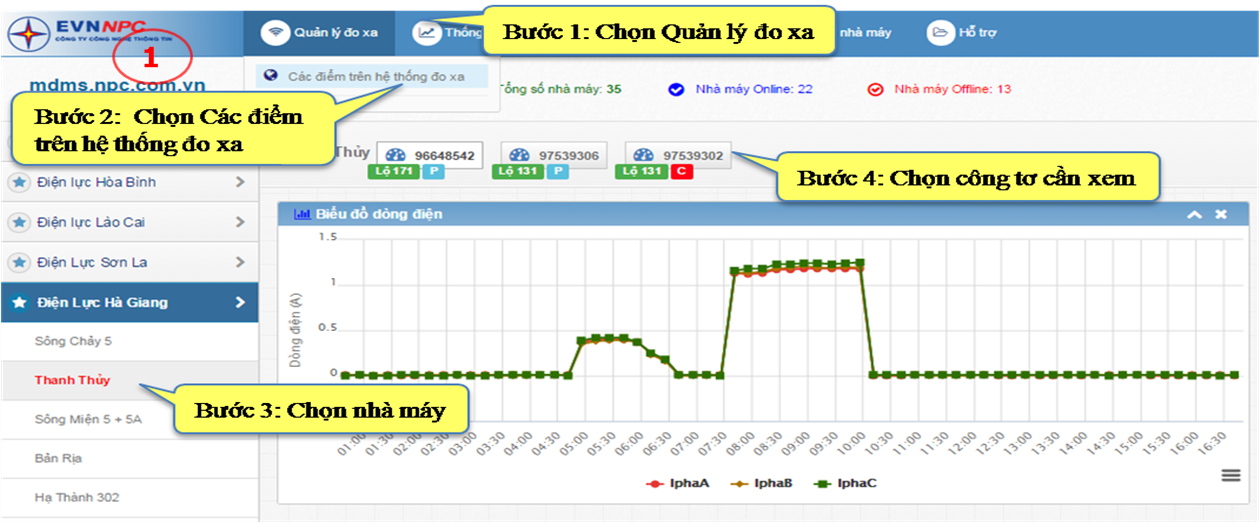 EVNNPC
CÔNG TY CÔNG NGHỆ THÔNG TIN
1
mdms.npc.com.vn
Quản lý đo xa
Thống
Bước 1: Chọn Quản lý đo xa
nhà máy
Hỗ trợ
Các điểm trên hệ thống đo xa
Tổng số nhà máy: 35
Nhà máy Online: 22
Nhà máy Offline: 13
Bước 2: Chọn Các điểm
trên hệ thống đo xa
Thủy
96648542
97539306
97539302
Lộ 171 P
Lộ 131 P
Lộ 131 C
Bước 4: Chọn công tơ cần xem
Điện lực Hòa Bình
Điện lực Lào Cai
Điện Lực Sơn La
Điện Lực Hà Giang
Sông Chảy 5
Thanh Thủy
Sông Miện 5 + 5A
Bản Rịa
Hạ Thành 302
Bước 3: Chọn nhà máy
Biểu đồ dòng điện
Dòng điện (A)
1.5
1
0.5
0
01:00 01:30 02:00 02:30 03:00 03:30 04:00 04:30 05:00 05:30 06:00 06:30 07:00 07:30 08:00 08:30 09:00 09:30 10:00 10:30 11:00 11:30 12:00 12:30 13:00 13:30 14:00 14:30 15:00 15:30 16:00 16:30
IphaA IphaB IphaC